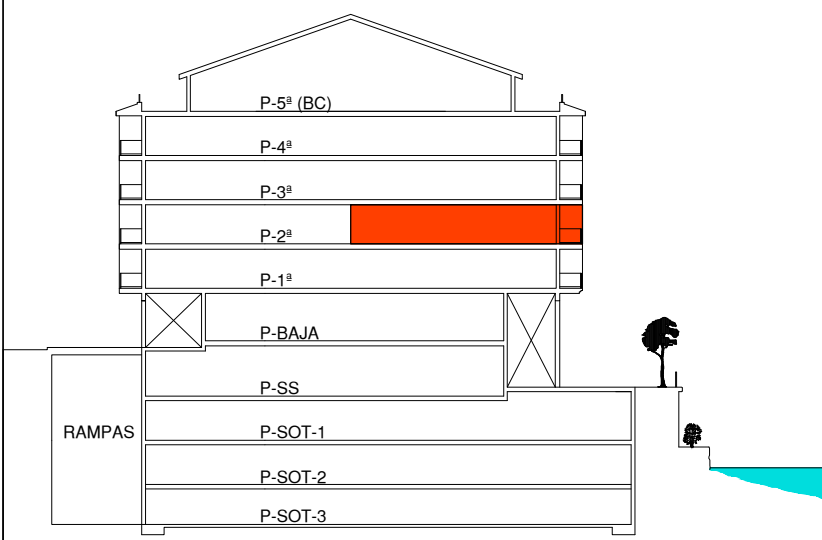 P-5ª (BC)
P-4ª
P-3ª
P-2ª
P-1ª
P-BAJA
P-SS
RAMPAS
P-SOT-1
P-SOT-2
P-SOT-3